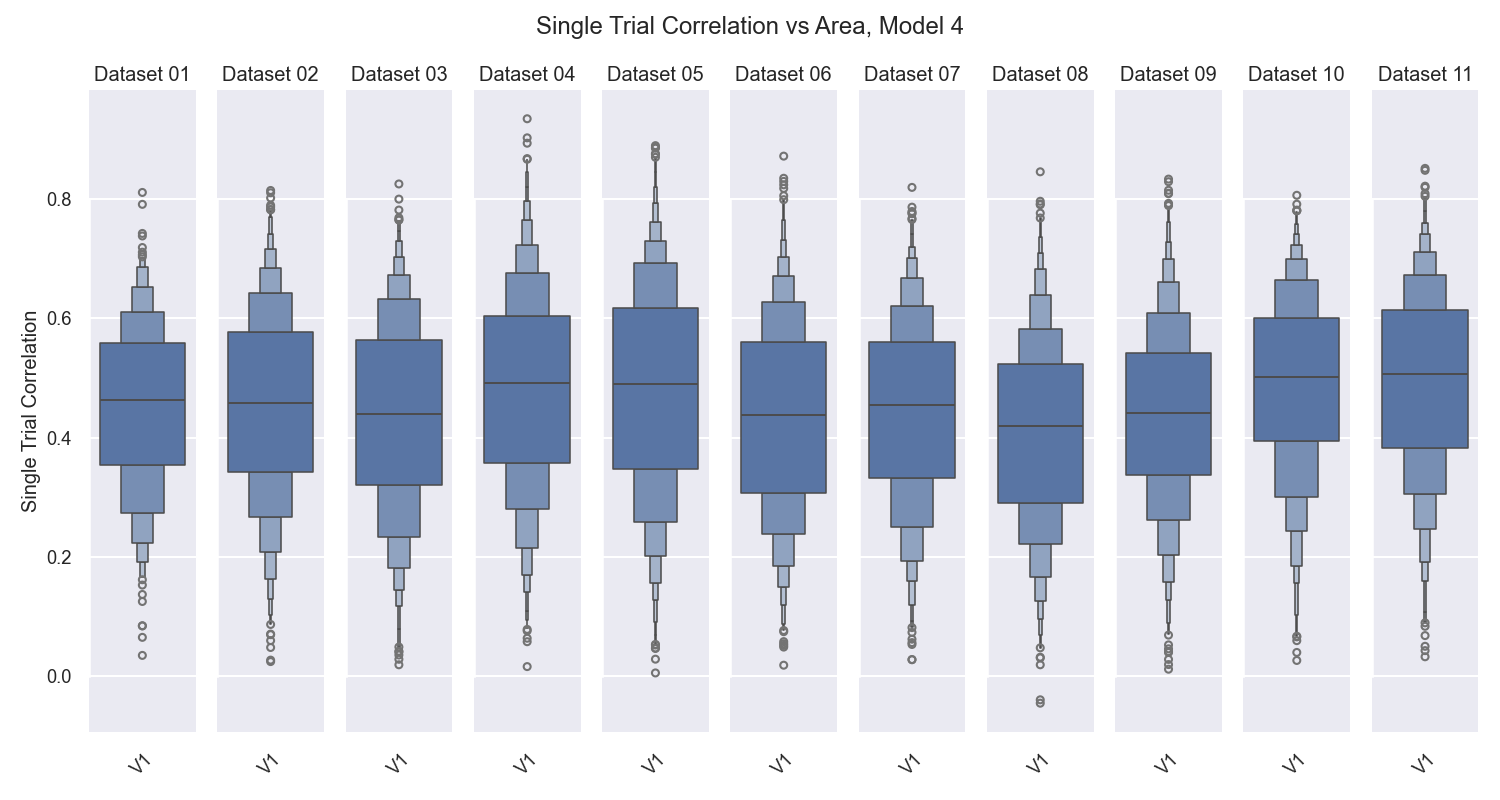 Single Trial Correlation vs Area, Model 4
Dataset 01
Dataset 02
Dataset 03
Dataset 04
Dataset 05
Dataset 06
Dataset 07
Dataset 08
Dataset 09
Dataset 10
Dataset 11
Single Trial Correlation
0.8
0.6
0.4
0.2
0.0
V1
V1
V1
V1
V1
V1
V1
V1
V1
V1
V1